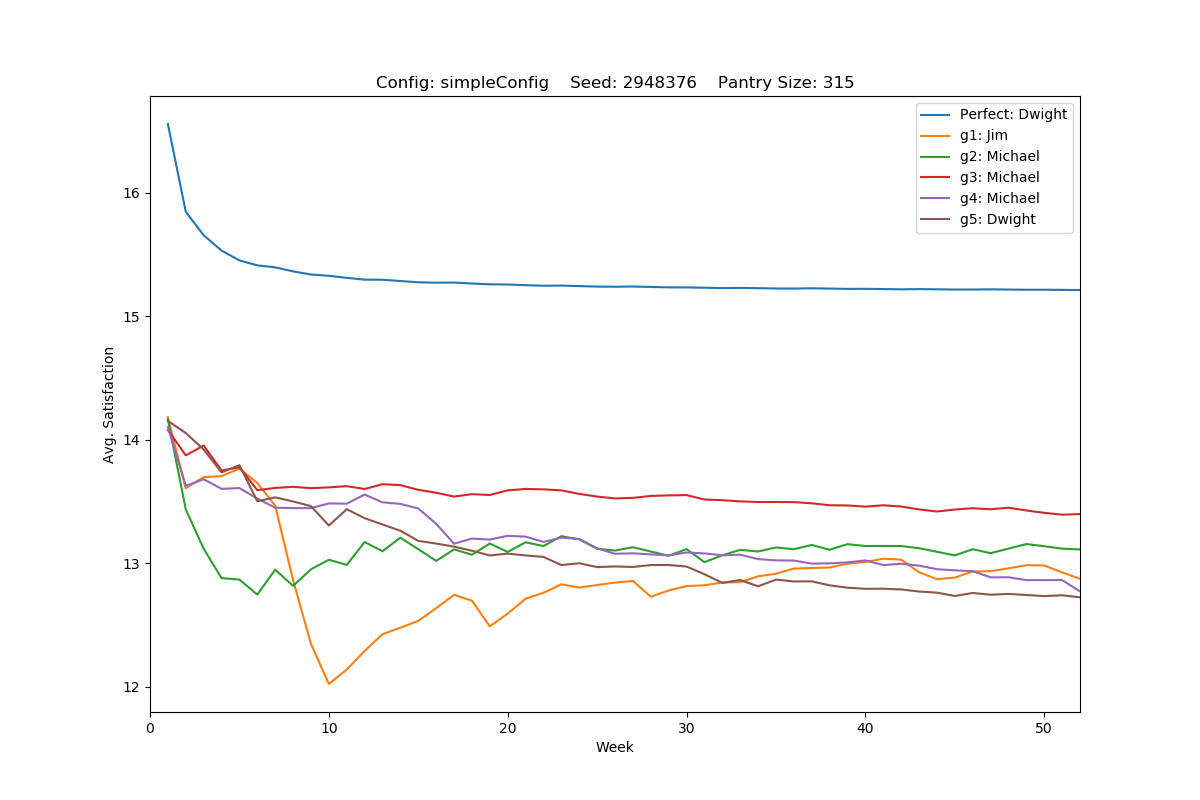 Config: simpleConfig    Seed: 2948376    Pantry Size: 315
Perfect: Dwight
g1: Jim
g2: Michael
g3: Michael
g4: Michael
g5: Dwight
Avg. Satisfaction
16
15
14
13
12
0 10 20 30 40 50
Week